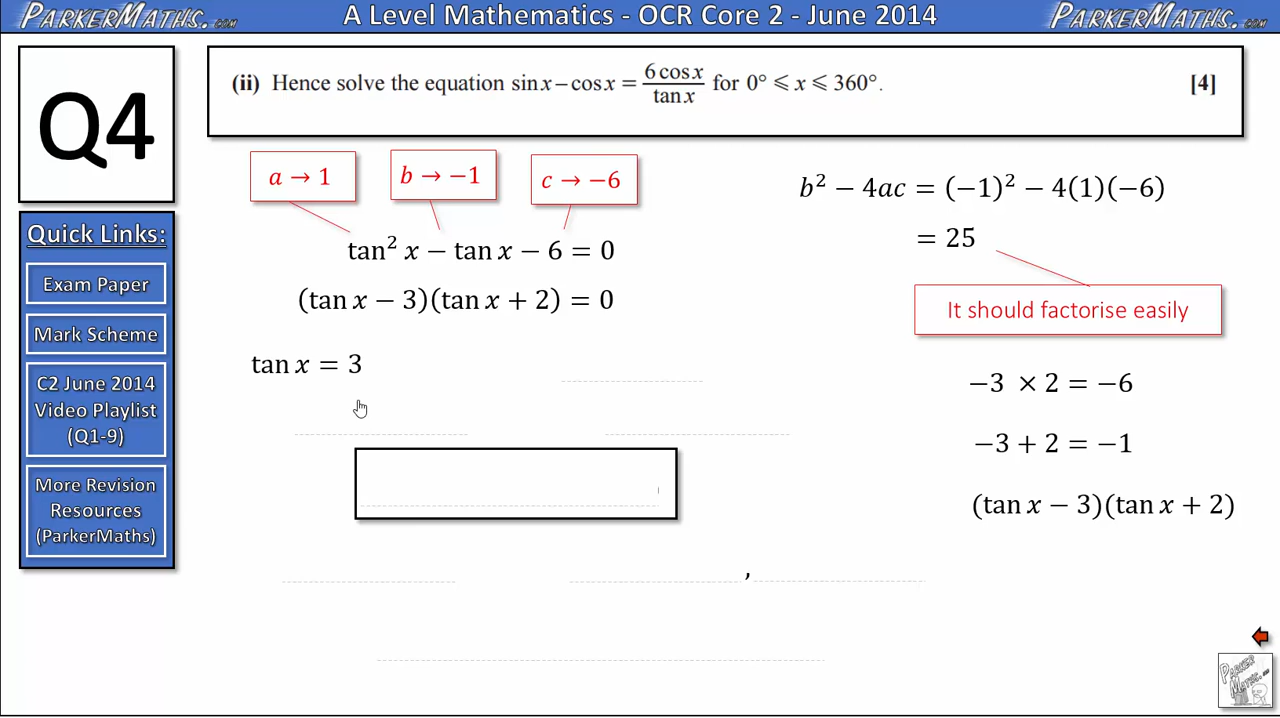 PARKERMATHS.COM
A Level Mathematics - OCR Core 2 - June 2014
PARKERMATHS.COM
Q4
(ii) Hence solve the equation sin x − cos x = 6 cos x / tan x for 0° ⩽ x ⩽ 360°. [4]
Quick Links:
Exam Paper
Mark Scheme
C2 June 2014
Video Playlist
(Q1-9)
More Revision
Resources
(ParkerMaths)
a → 1
b → −1
c → −6
tan² x − tan x − 6 = 0
(tan x − 3)(tan x + 2) = 0
tan x = 3
,
b² − 4ac = (−1)² − 4(1)(−6)
= 25
It should factorise easily
−3 × 2 = −6
−3 + 2 = −1
(tan x − 3)(tan x + 2)
PARKER
MATHS.COM